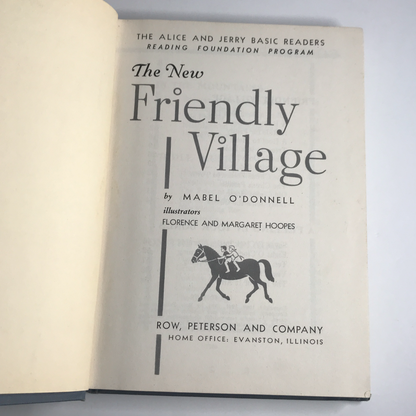 THE ALICE AND JERRY BASIC READERS
READING FOUNDATION PROGRAM
The New
Friendly
Village
by MABEL O'DONNELL
illustrators
FLORENCE AND MARGARET HOOPES
ROW, PETERSON AND COMPANY
HOME OFFICE: EVANSTON, ILLINOIS